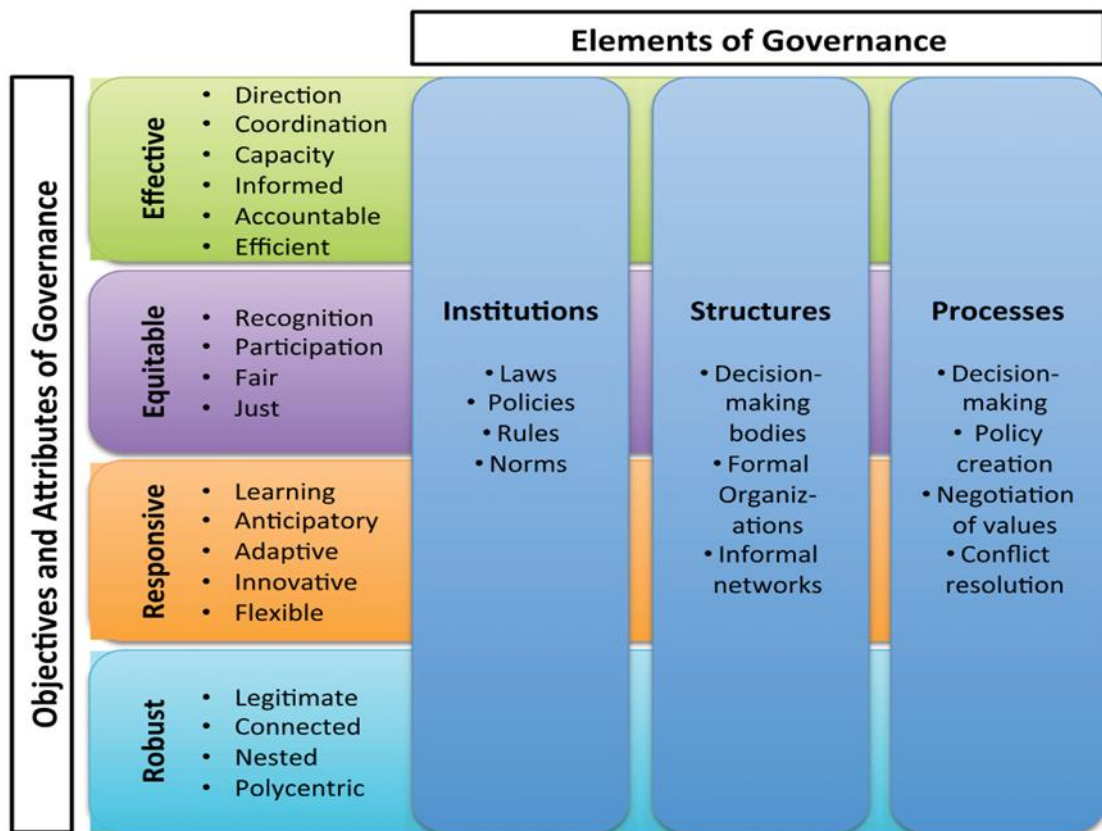 Elements of Governance
Objectives and Attributes of Governance
Effective
• Direction
• Coordination
• Capacity
• Informed
• Accountable
• Efficient
Equitable
• Recognition
• Participation
• Fair
• Just
Responsive
• Learning
• Anticipatory
• Adaptive
• Innovative
• Flexible
Robust
• Legitimate
• Connected
• Nested
• Polycentric
Institutions
• Laws
• Policies
• Rules
• Norms
Structures
• Decision-
making
bodies
• Formal
Organiz-
ations
• Informal
networks
Processes
• Decision-
making
• Policy
creation
• Negotiation
of values
• Conflict
resolution